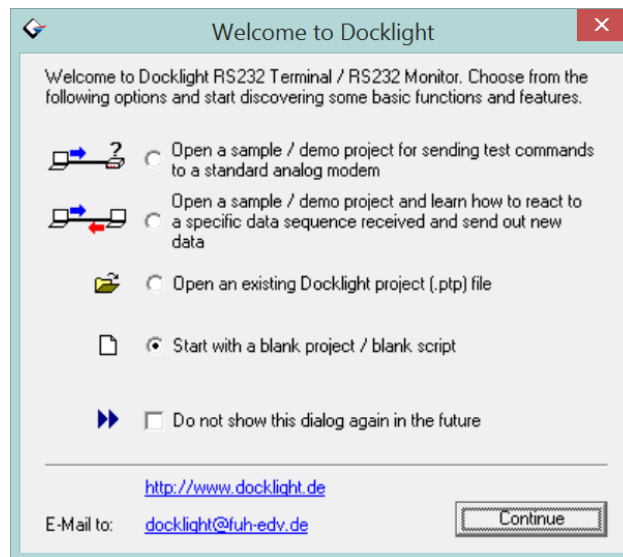 Welcome to Docklight
Welcome to Docklight RS232 Terminal / RS232 Monitor. Choose from the
following options and start discovering some basic functions and features.
?
Open a sample / demo project for sending test commands
to a standard analog modem
Open a sample / demo project and learn how to react to
a specific data sequence received and send out new
data
Open an existing Docklight project (.ptp) file
Start with a blank project / blank script
Do not show this dialog again in the future
http://www.docklight.de
E-Mail to: docklight@fuh-edv.de
Continue